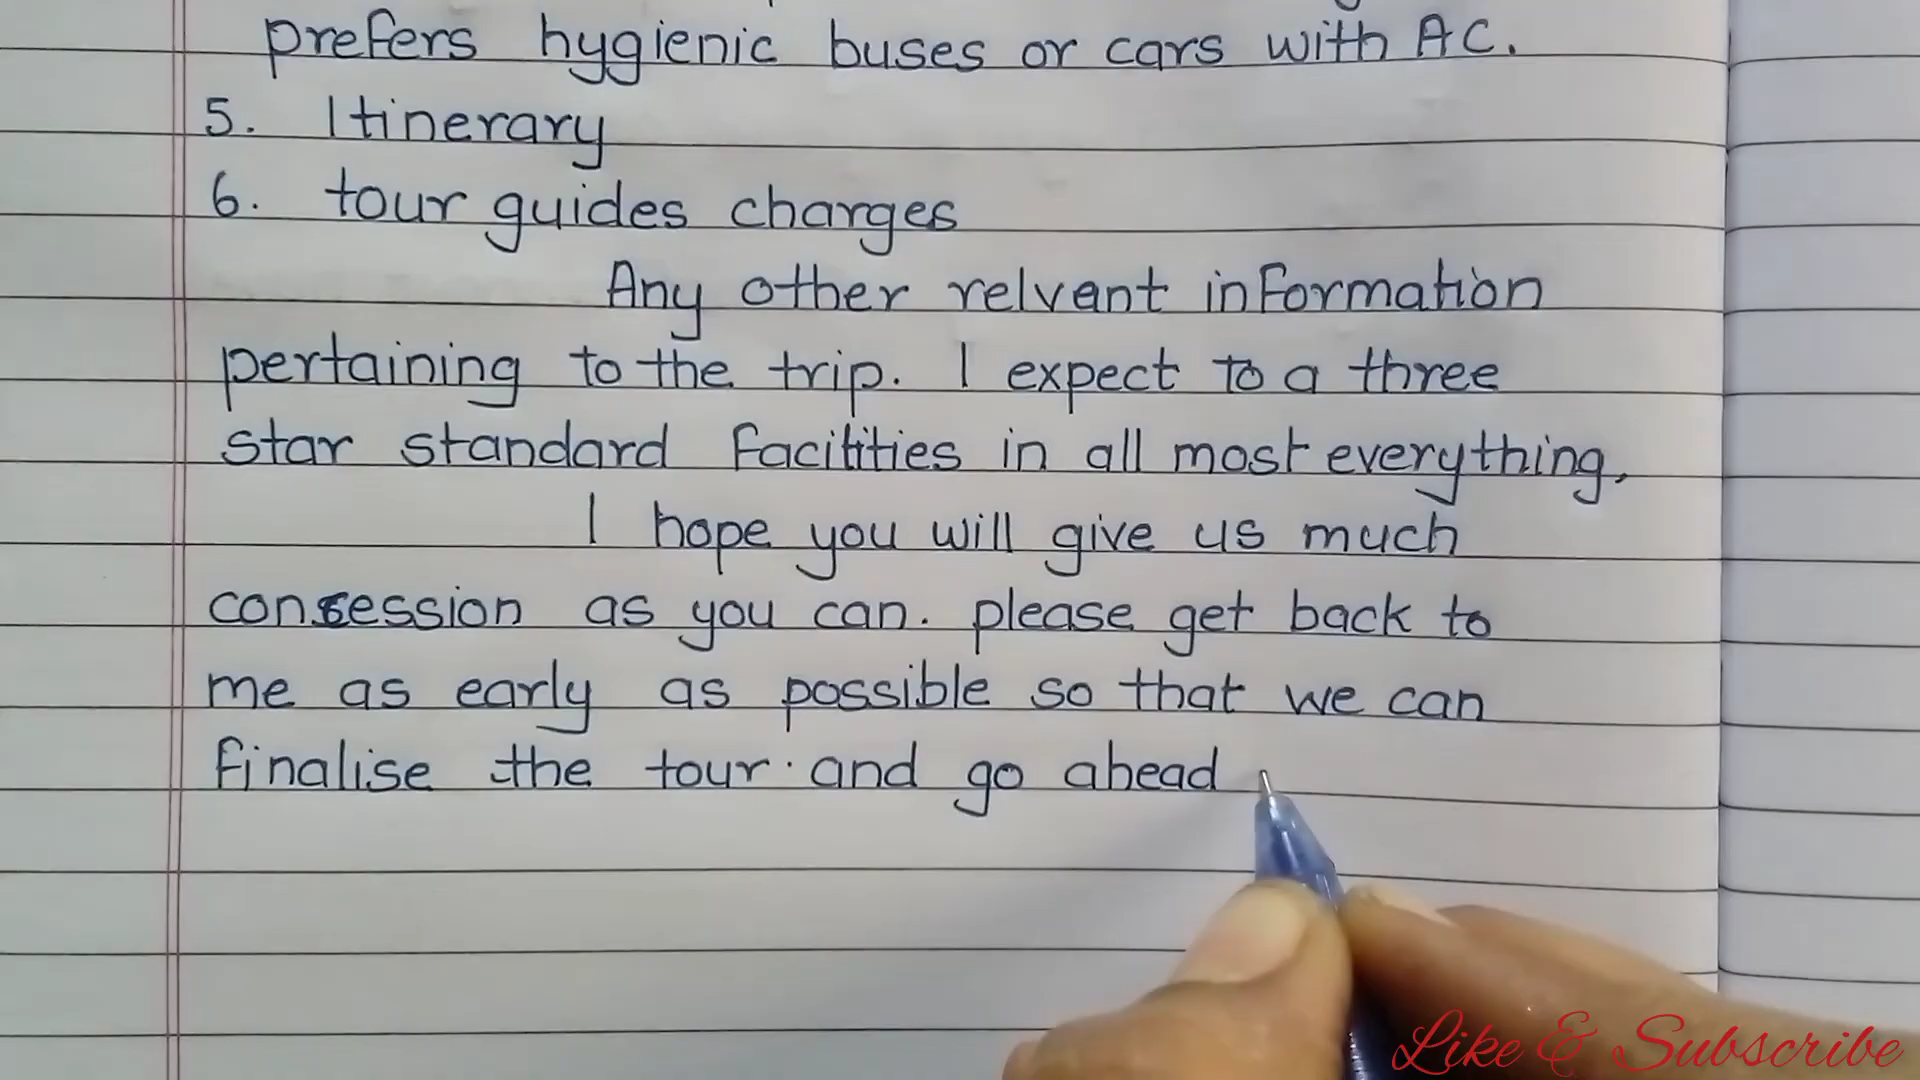 prefers hygienic buses or cars with AC.
5. Itinerary
6. tour guides charges
Any other relvant information
pertaining to the trip. I expect to a three
star standard facilities in all most everything,
I hope you will give us much
concession as you can. please get back to
me as early as possible so that we can
finalise the tour and go ahead
Like & Subscribe